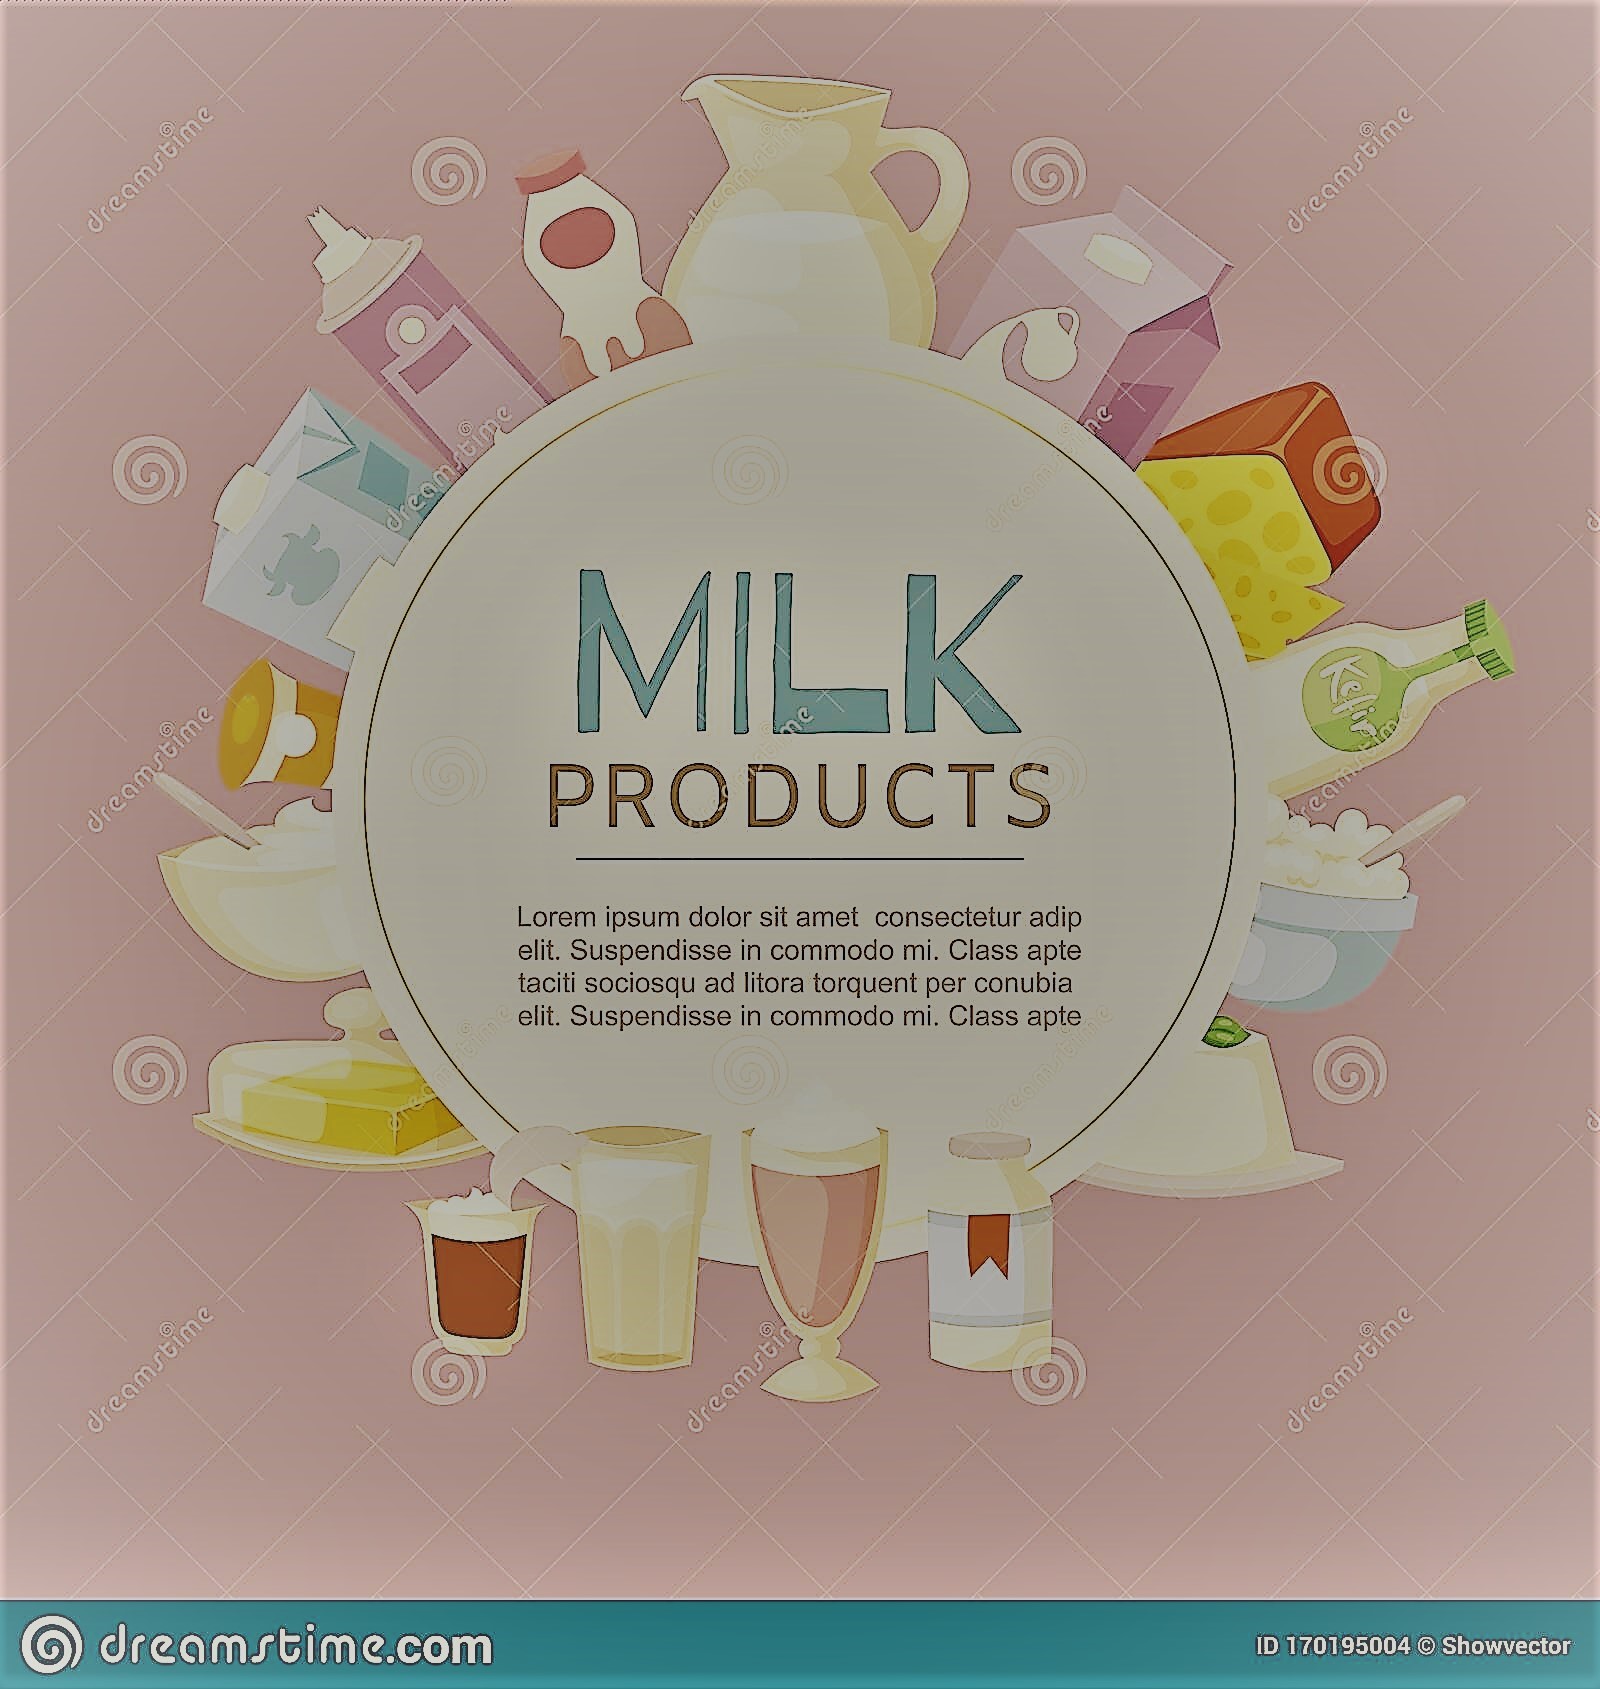 MILK
PRODUCTS
Lorem ipsum dolor sit amet  consectetur adip
elit. Suspendisse in commodo mi. Class apte
taciti sociosqu ad litora torquent per conubia
elit. Suspendisse in commodo mi. Class apte
Kefir
dreamstime.com
ID 170195004 © Showvector